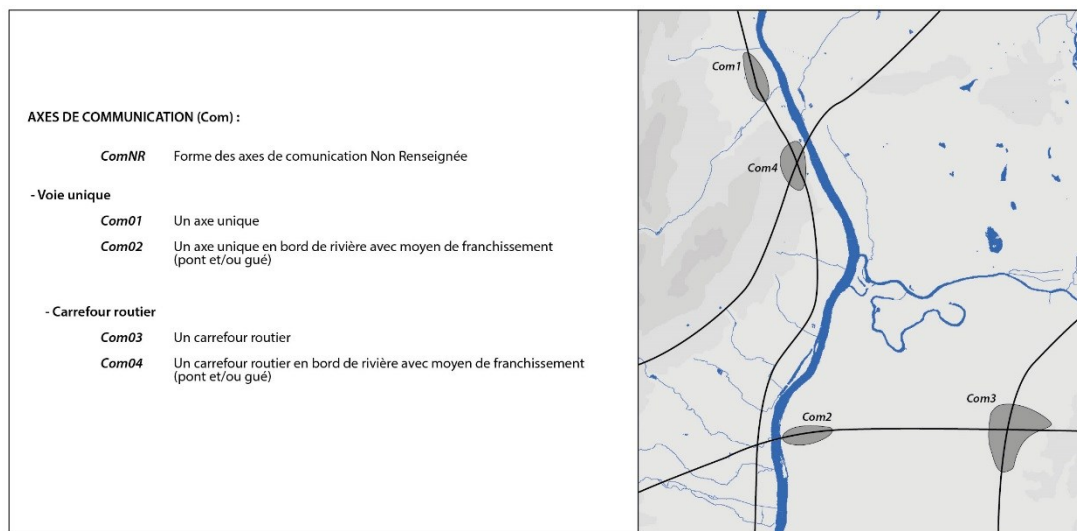 AXES DE COMMUNICATION (Com) :
ComNR Forme des axes de comunication Non Renseignée
- Voie unique
Com01 Un axe unique
Com02 Un axe unique en bord de rivière avec moyen de franchissement
(pont et/ou gué)
- Carrefour routier
Com03 Un carrefour routier
Com04 Un carrefour routier en bord de rivière avec moyen de franchissement
(pont et/ou gué)
Com1
Com4
Com3
Com2